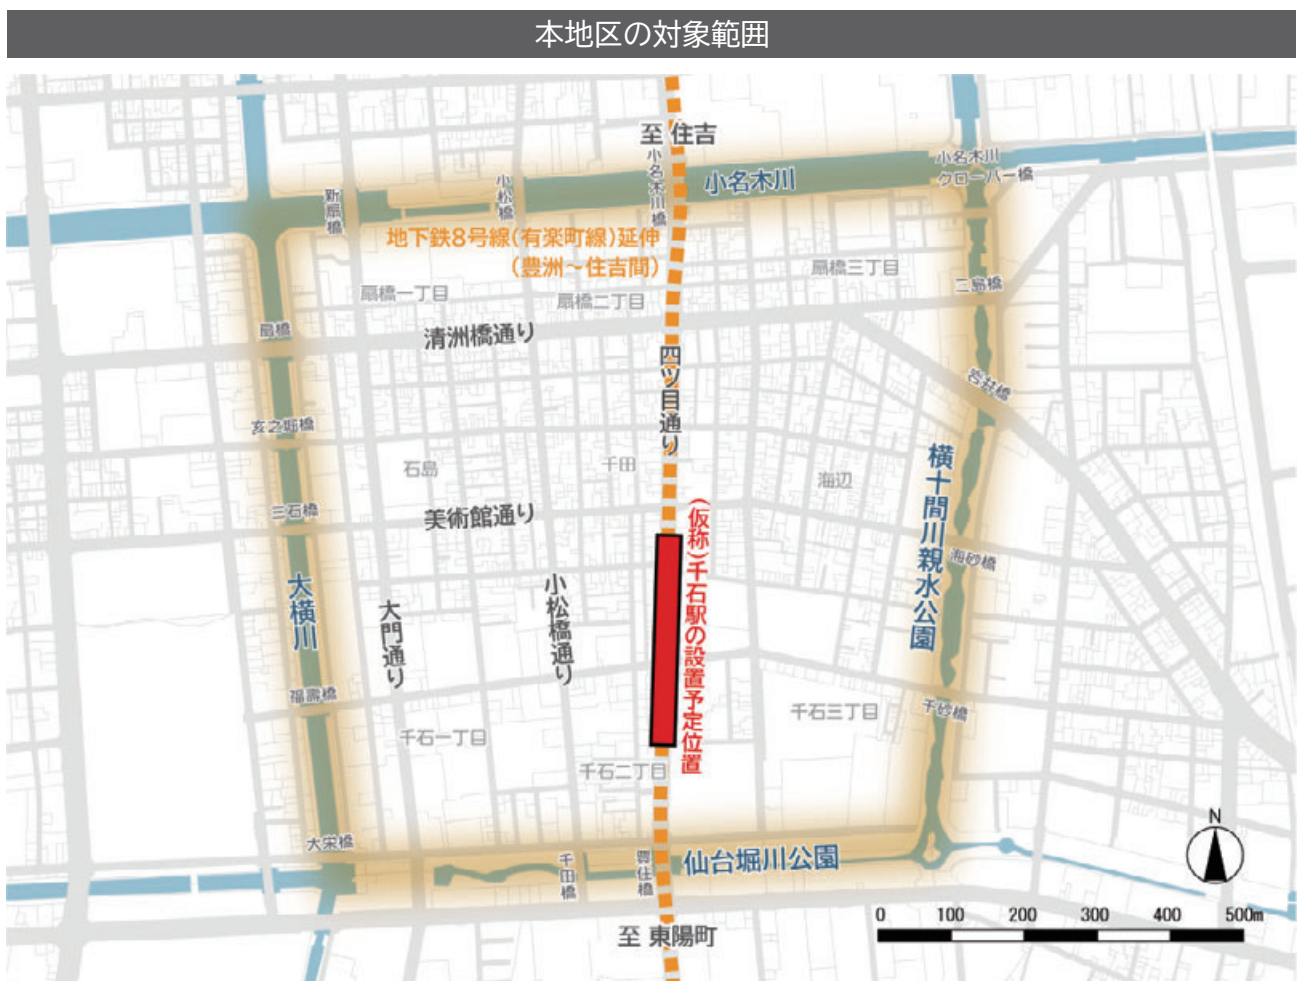 本地区の対象範囲
至 住吉
小名木川
クローバー橋
小名木川橋
小松橋
新扇橋
小名木川
地下鉄8号線(有楽町線)延伸
(豊洲～住吉間)
扇橋三丁目
二島橋
扇橋一丁目
扇橋二丁目
扇橋
清洲橋通り
四ツ目通り
岩井橋
亥之堀橋
横十間川親水公園
石島
千田
海辺
三石橋
美術館通り
(仮称)千石駅の設置予定位置
海砂橋
大横川
大門通り
小松橋通り
福壽橋
千石三丁目
千砂橋
千石一丁目
千石二丁目
大栄橋
千田橋
豊住橋
仙台堀川公園
N
至 東陽町
0 100 200 300 400 500m